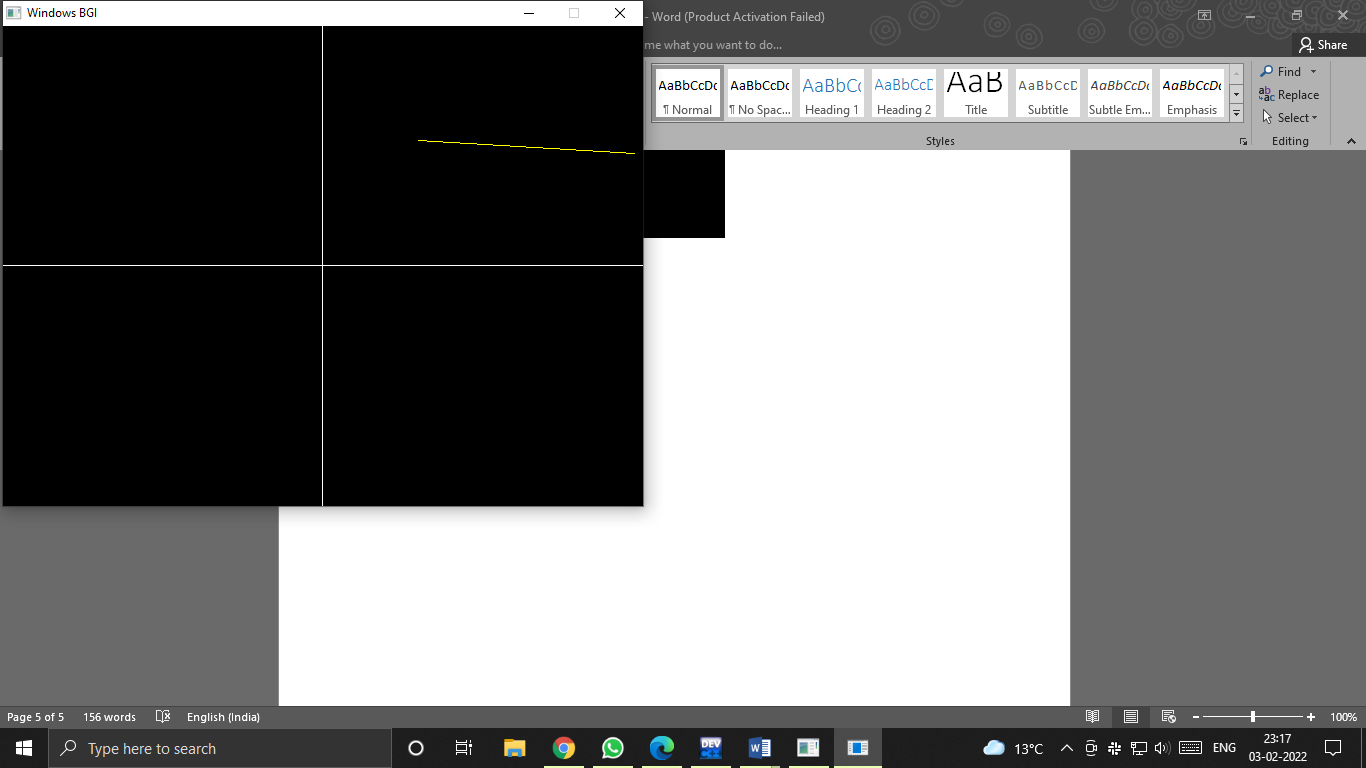 Windows BGI
- Word (Product Activation Failed)
me what you want to do...
Share
AaBbCcDc AaBbCcDc AaBbCc AaBbCcD AaB AaBbCcD AaBbCcDc AaBbCcDc
¶ Normal ¶ No Spac... Heading 1 Heading 2 Title Subtitle Subtle Em... Emphasis
Styles
Find
Replace
Select
Editing
Page 5 of 5 156 words English (India) 100%
Type here to search
DEV
13°C
ENG
23:17
03-02-2022